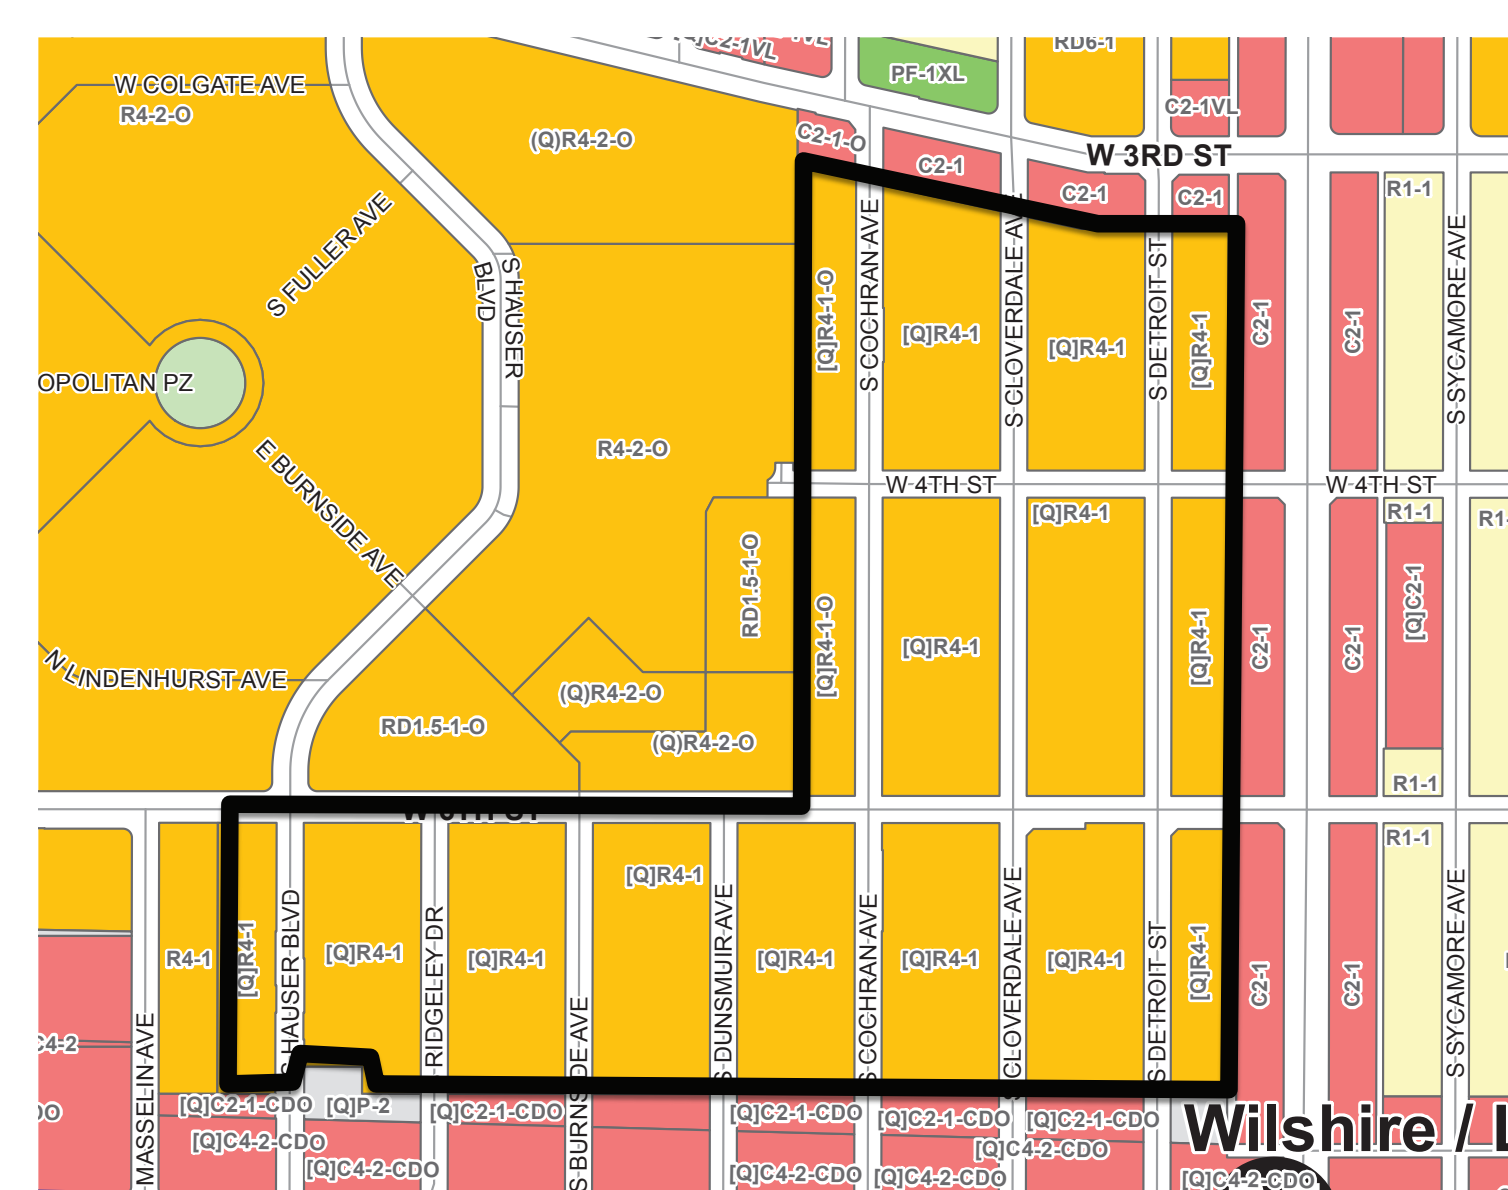 [Q]C2-1VL
RD6-1
PF-1XL
W COLGATE AVE
R4-2-O
C2-1VL
(Q)R4-2-O
C2-1-O
C2-1
W 3RD ST
C2-1
C2-1
R1-1
S FULLER AVE
S HAUSER
BLVD
[Q]R4-1-O
S COCHRAN AVE
[Q]R4-1
S CLOVERDALE AVE
[Q]R4-1
S DETROIT ST
[Q]R4-1
C2-1
C2-1
S SYCAMORE AVE
OPOLITAN PZ
R4-2-O
E BURNSIDE AVE
W 4TH ST
W 4TH ST
[Q]R4-1
R1-1
R1-
RD1.5-1-O
[Q]R4-1-O
[Q]R4-1
[Q]R4-1
C2-1
C2-1
[Q]C2-1
N LINDENHURST AVE
(Q)R4-2-O
RD1.5-1-O
(Q)R4-2-O
R1-1
R1-1
[Q]R4-1
R4-1
[Q]R4-1
S HAUSER BLVD
[Q]R4-1
RIDGELEY DR
[Q]R4-1
S BURNSIDE AVE
S DUNSMUIR AVE
[Q]R4-1
S COCHRAN AVE
[Q]R4-1
CLOVERDALE AVE
[Q]R4-1
S DETROIT ST
[Q]R4-1
C2-1
C2-1
S SYCAMORE AVE
C4-2
MASSELIN AVE
DO
[Q]C2-1-CDO
[Q]P-2
[Q]C2-1-CDO
[Q]C2-1-CDO
[Q]C2-1-CDO
[Q]C2-1-CDO
Wilshire / L
[Q]C4-2-CDO
[Q]C4-2-CDO
[Q]C4-2-CDO
[Q]C4-2-CDO
[Q]C4-2-CDO
[Q]C4-2-CDO